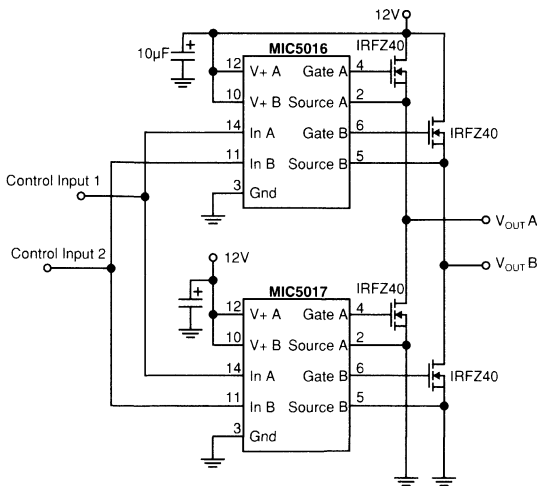 12V
MIC5016
IRFZ40
+
10µF
12 V+ A Gate A 4
10 V+ B Source A 2
14 In A Gate B 6
IRFZ40
11 In B Source B 5
3 Gnd
Control Input 1
V_OUT A
Control Input 2
12V
V_OUT B
MIC5017
IRFZ40
+
12 V+ A Gate A 4
10 V+ B Source A 2
14 In A Gate B 6
IRFZ40
11 In B Source B 5
3 Gnd